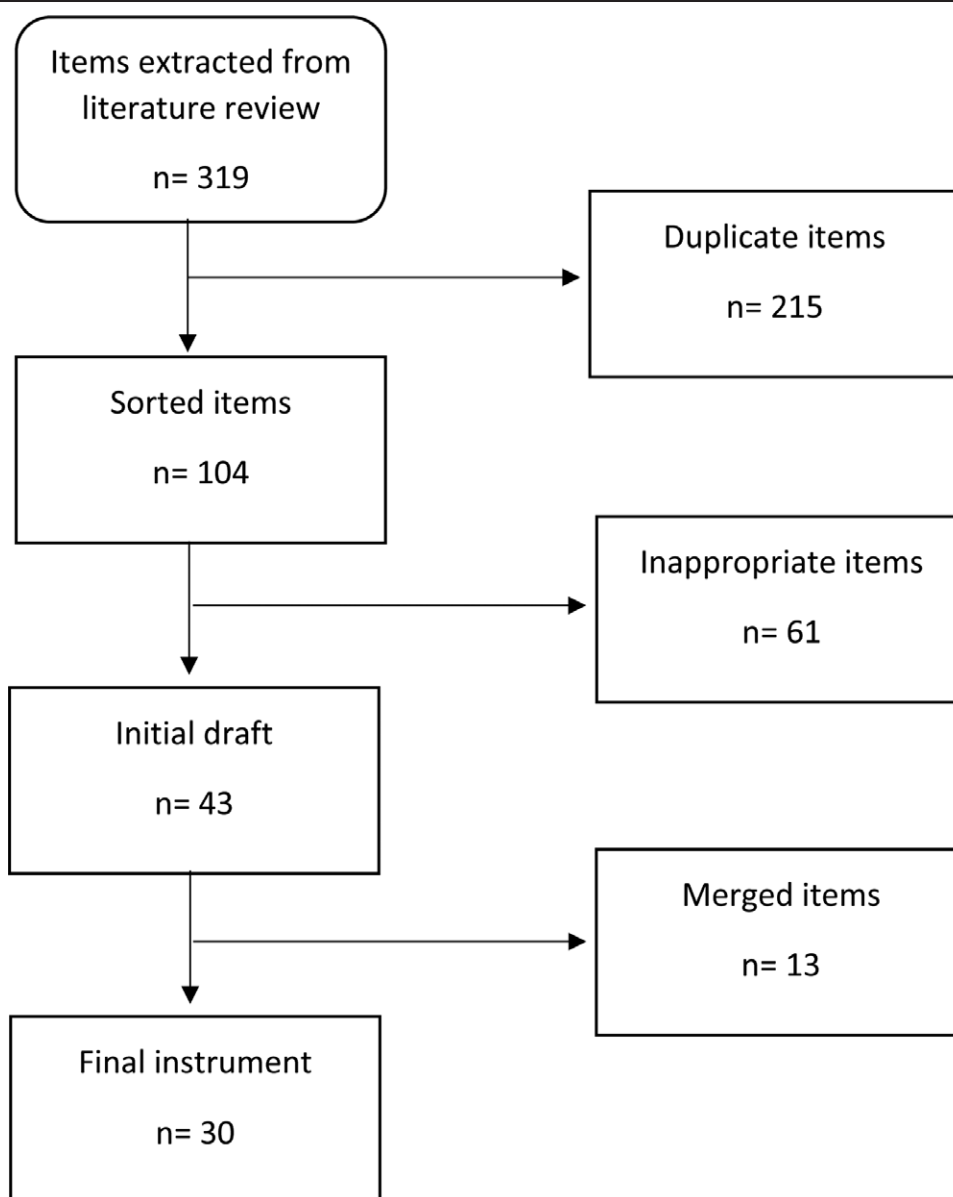 Items extracted from
literature review
n= 319
Duplicate items
n= 215
Sorted items
n= 104
Inappropriate items
n= 61
Initial draft
n= 43
Merged items
n= 13
Final instrument
n= 30